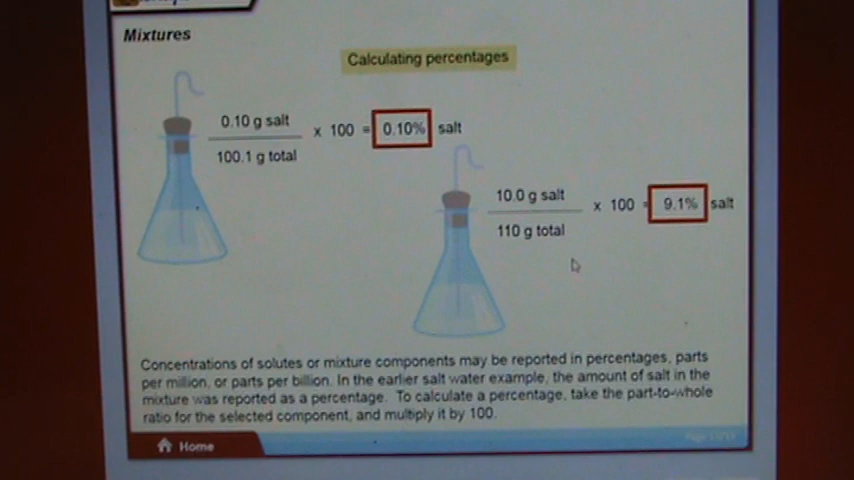 Mixtures
Calculating percentages
0.10 g salt
100.1 g total
x 100 = 0.10% salt
10.0 g salt
110 g total
x 100 = 9.1% salt
Concentrations of solutes or mixture components may be reported in percentages, parts
per million, or parts per billion. In the earlier salt water example, the amount of salt in the
mixture was reported as a percentage. To calculate a percentage, take the part-to-whole
ratio for the selected component, and multiply it by 100.
Home
Page